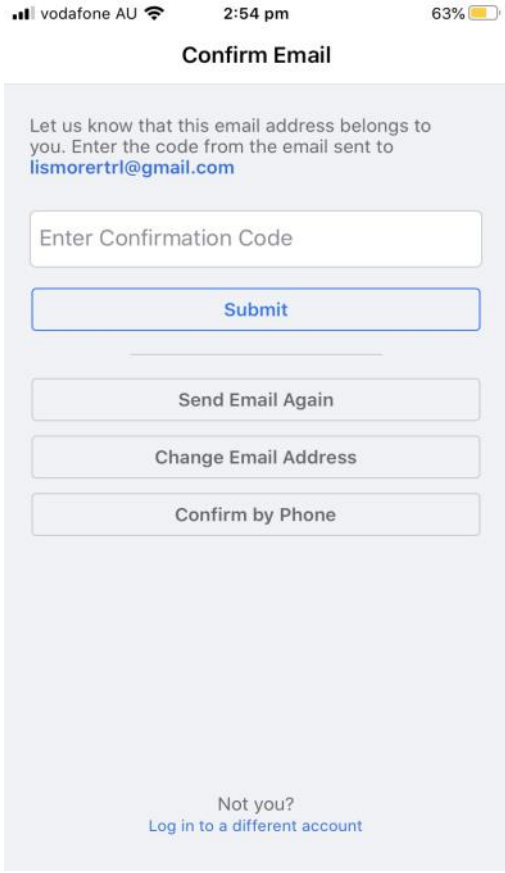 vodafone AU 2:54 pm 63%
Confirm Email
Let us know that this email address belongs to
you. Enter the code from the email sent to
lismorertrl@gmail.com
Enter Confirmation Code
Submit
Send Email Again
Change Email Address
Confirm by Phone
Not you?
Log in to a different account